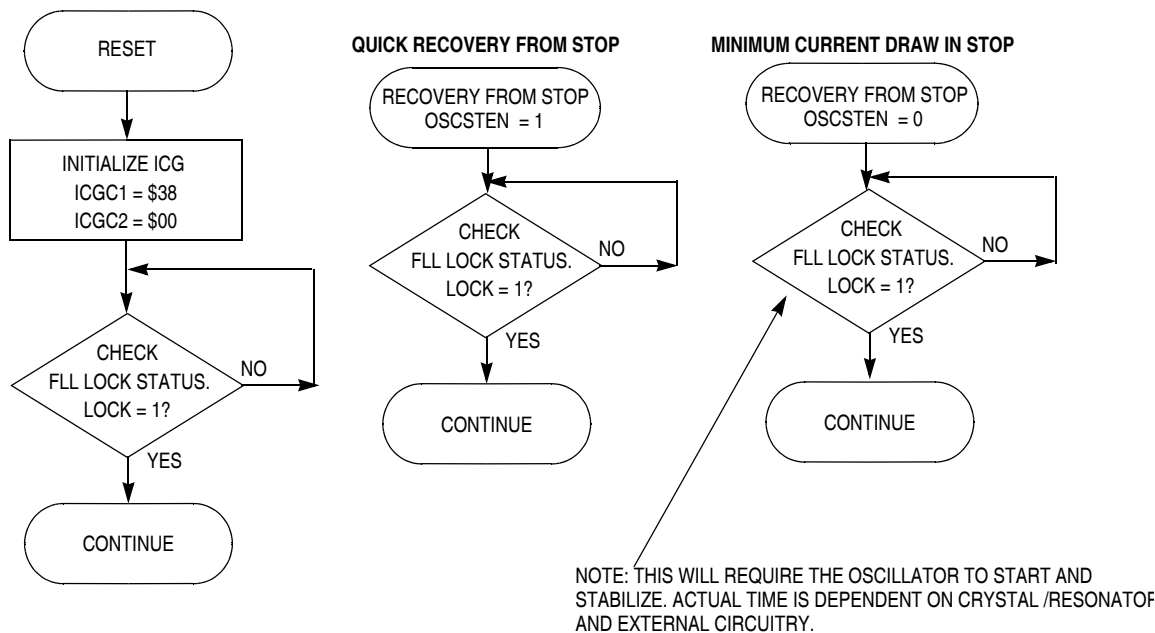 RESET
INITIALIZE ICG
ICGC1 = $38
ICGC2 = $00
CHECK
FLL LOCK STATUS.
LOCK = 1?
NO
YES
CONTINUE
QUICK RECOVERY FROM STOP
RECOVERY FROM STOP
OSCSTEN = 1
CHECK
FLL LOCK STATUS.
LOCK = 1?
NO
YES
CONTINUE
MINIMUM CURRENT DRAW IN STOP
RECOVERY FROM STOP
OSCSTEN = 0
CHECK
FLL LOCK STATUS.
LOCK = 1?
NO
YES
CONTINUE
NOTE: THIS WILL REQUIRE THE OSCILLATOR TO START AND
STABILIZE. ACTUAL TIME IS DEPENDENT ON CRYSTAL /RESONATOR
AND EXTERNAL CIRCUITRY.